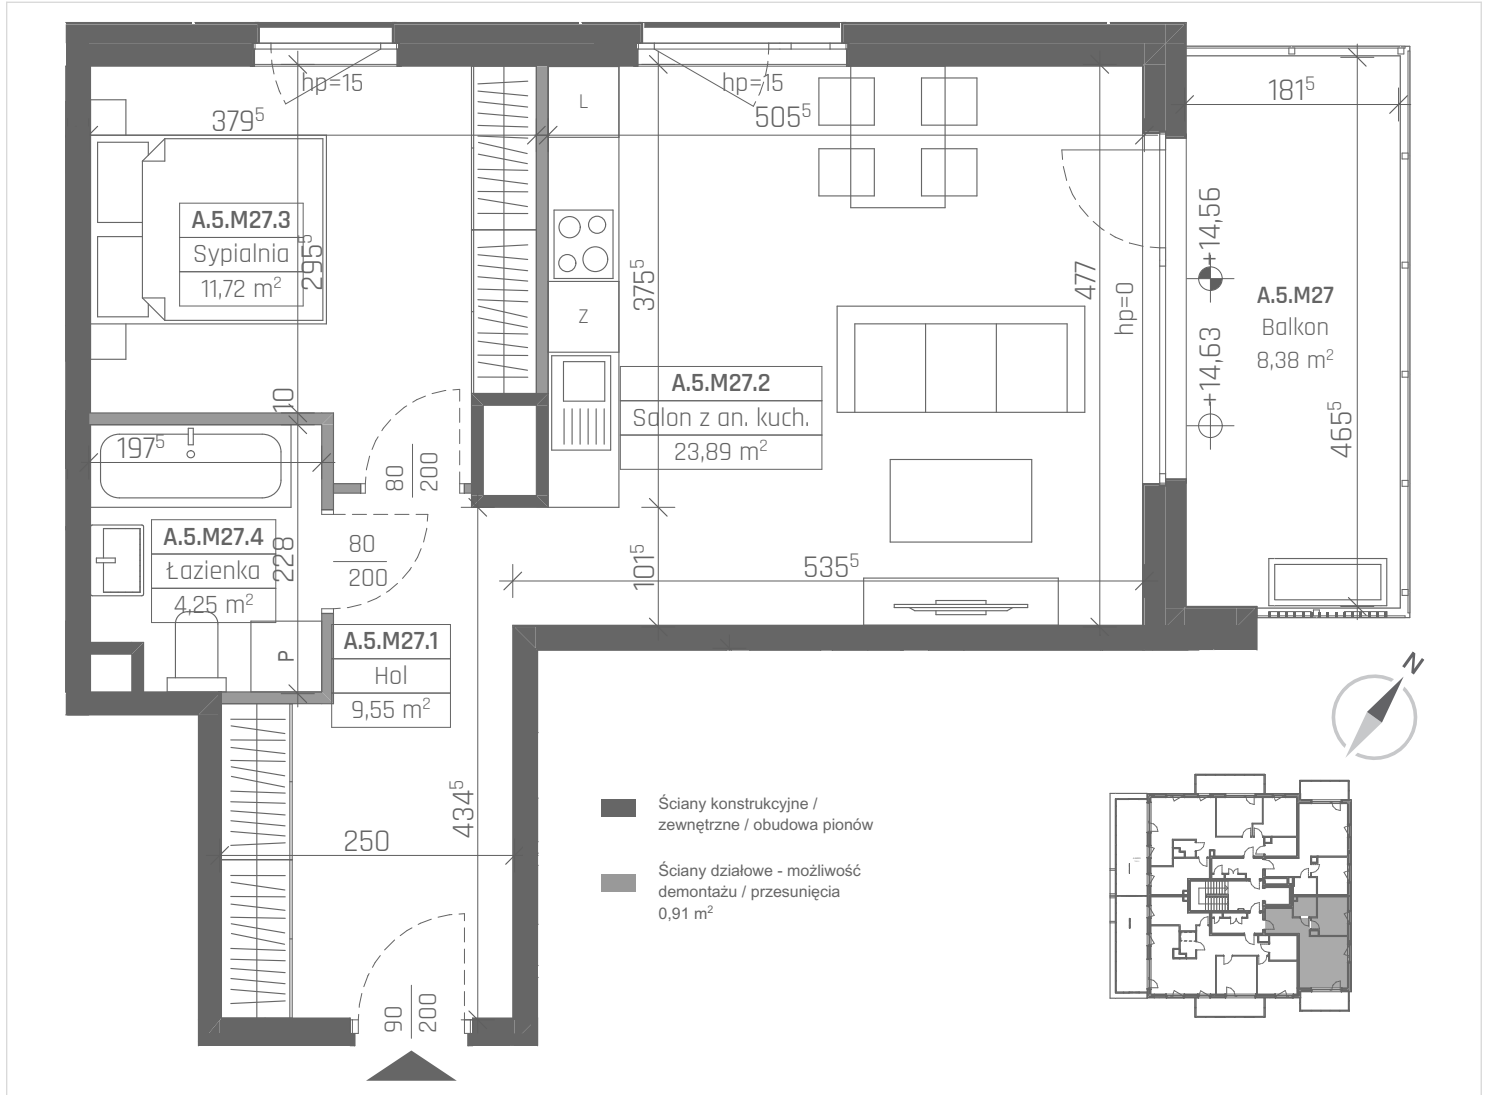 hp=15
hp=15
379⁵
505⁵
181⁵
L
A.5.M27.3
Sypialnia
11,72 m²
295⁵
375⁵
477
hp=0
+14,56
+14,63
A.5.M27
Balkon
8,38 m²
465⁵
Z
A.5.M27.2
Salon z an. kuch.
23,89 m²
10
197⁵
80
200
A.5.M27.4
Łazienka
4,25 m²
228
80
200
101⁵
535⁵
P
A.5.M27.1
Hol
9,55 m²
N
250
434⁵
90
200
Ściany konstrukcyjne /
zewnętrzne / obudowa pionów
Ściany działowe - możliwość
demontażu / przesunięcia
0,91 m²